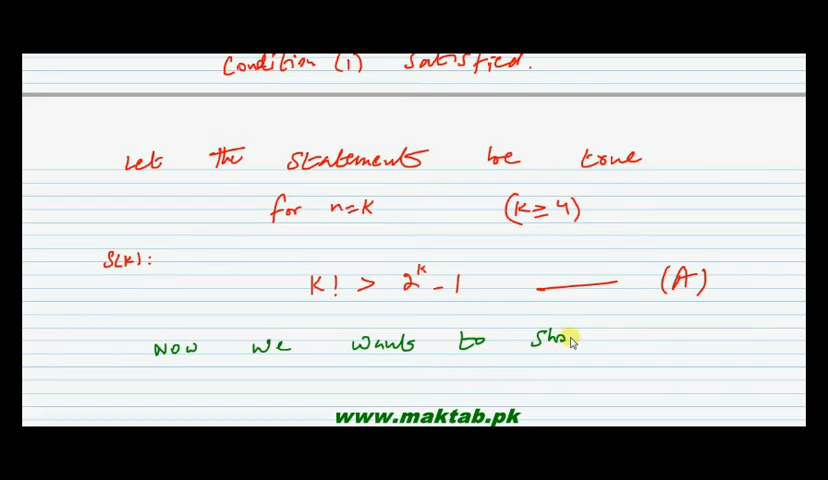 Condition (1) Satisfied.
Let the statements be true
for n=k (k ≥ 4)
S(k):
k! > 2^k - 1 —— (A)
Now we wants to sho
www.maktab.pk